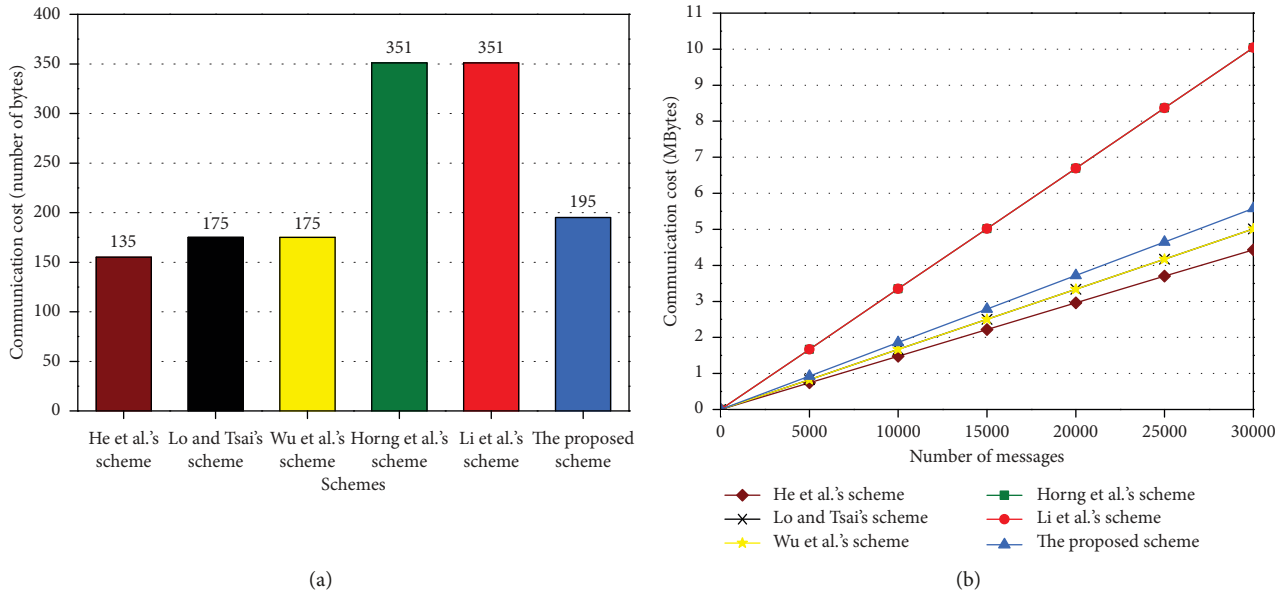 Communication cost (number of bytes)
400
350
300
250
200
150
100
50
0
135
175
175
351
351
195
He et al.'s scheme
Lo and Tsai's scheme
Wu et al.'s scheme
Horng et al.'s scheme
Li et al.'s scheme
The proposed scheme
Schemes
(a)
Communication cost (MBytes)
11
10
9
8
7
6
5
4
3
2
1
0
0 5000 10000 15000 20000 25000 30000
Number of messages
He et al.'s scheme
Lo and Tsai's scheme
Wu et al.'s scheme
Horng et al.'s scheme
Li et al.'s scheme
The proposed scheme
(b)